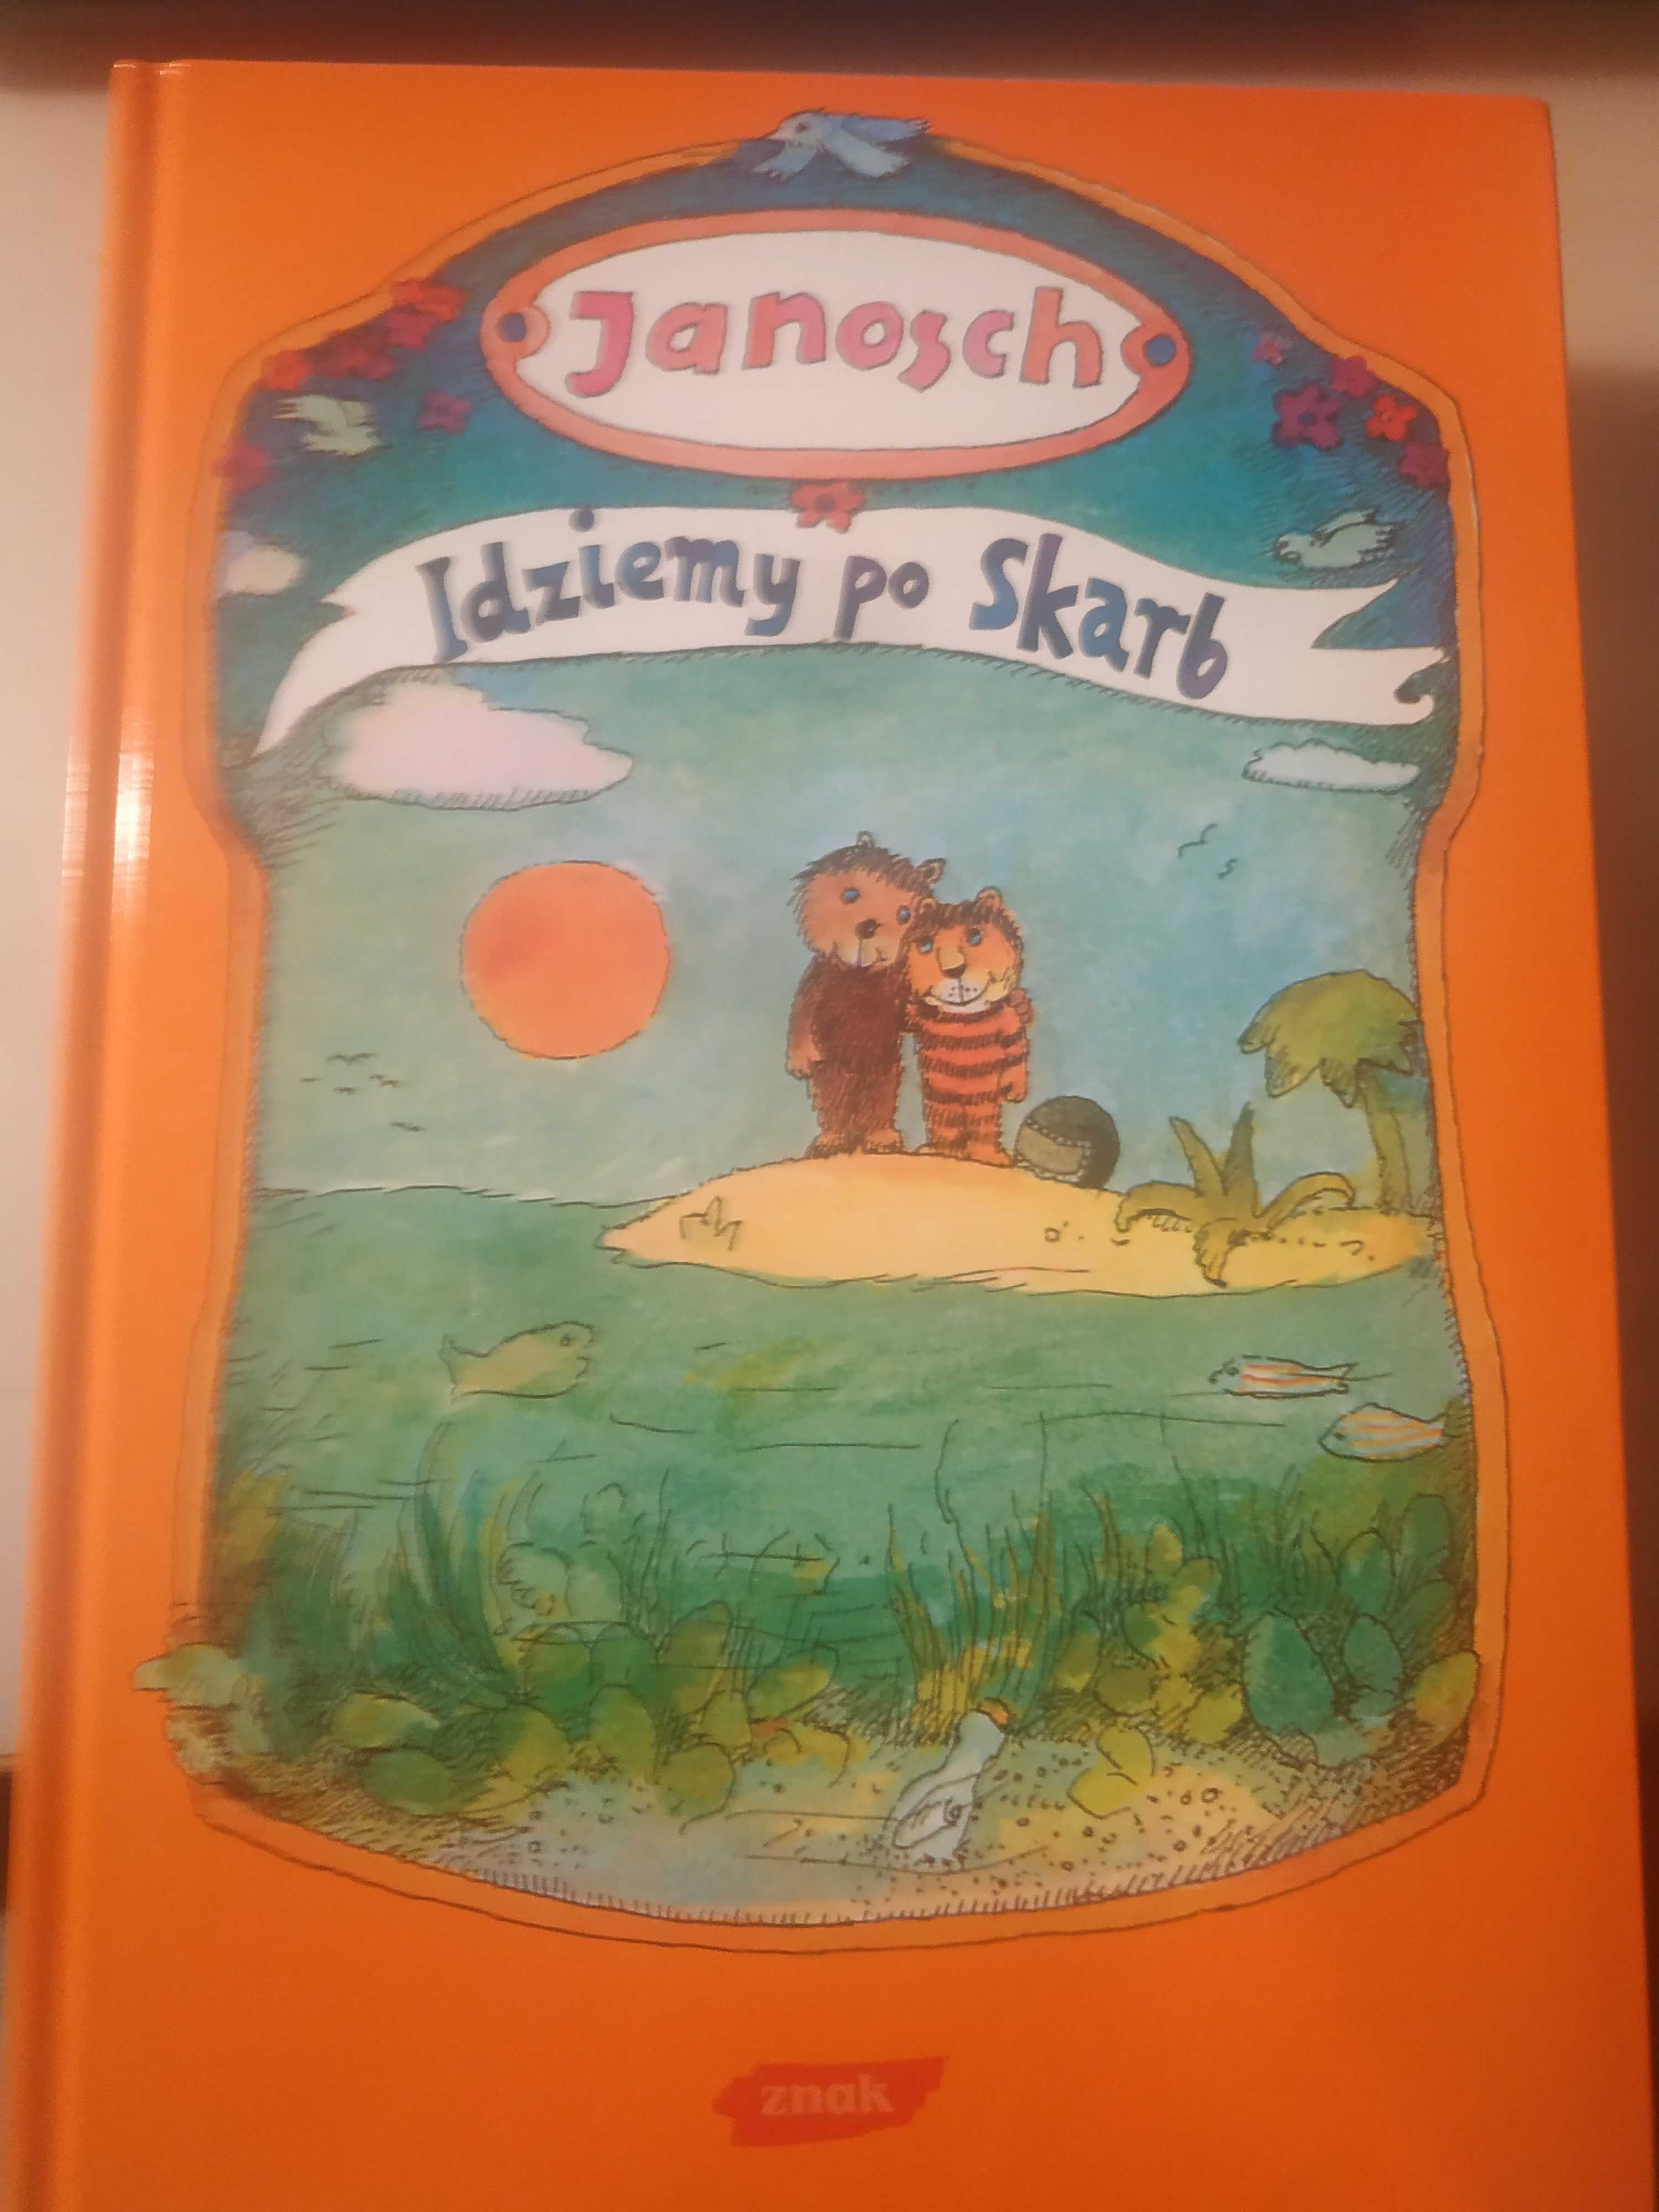 Janosch
Idziemy po Skarb
znak